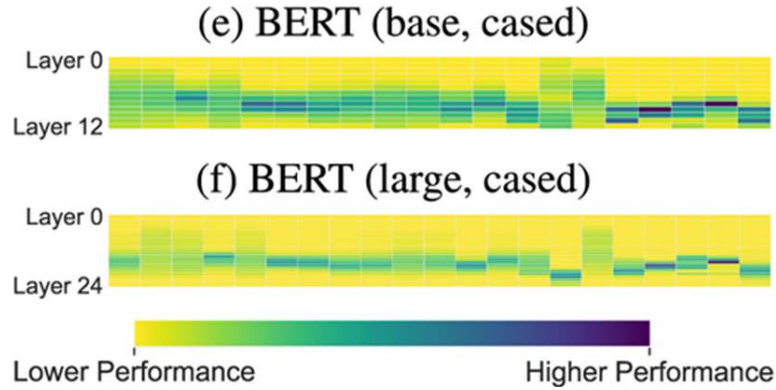 (e) BERT (base, cased)
Layer 0
Layer 12
(f) BERT (large, cased)
Layer 0
Layer 24
Lower Performance Higher Performance